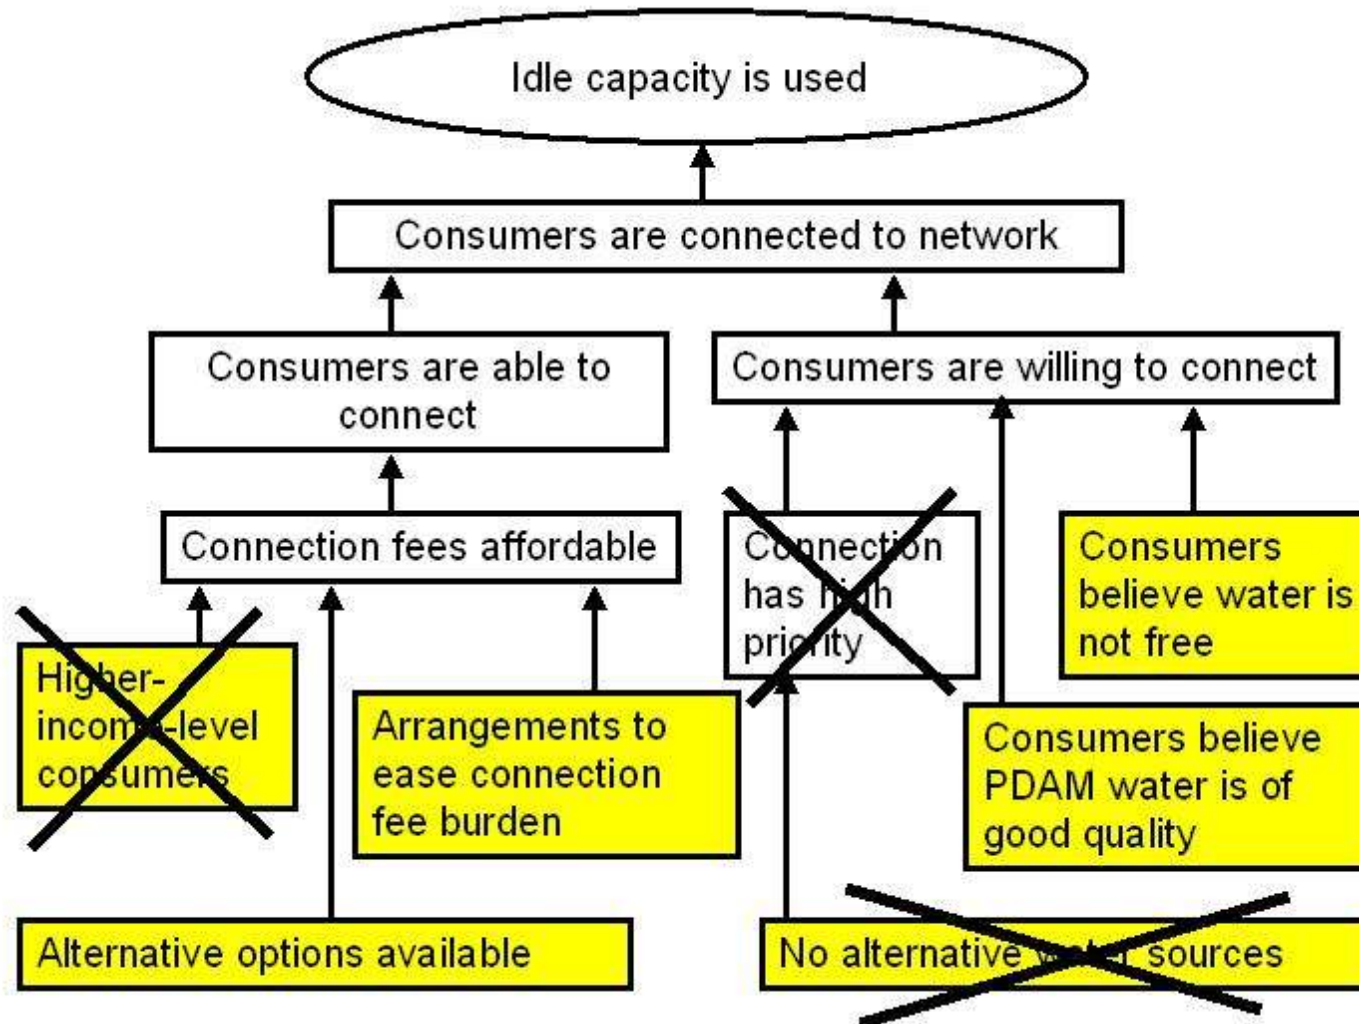 Idle capacity is used
Consumers are connected to network
Consumers are able to
connect
Consumers are willing to connect
Connection fees affordable
Connection
has high
priority
Consumers
believe water is
not free
Higher-
income-level
consumers
Arrangements to
ease connection
fee burden
Consumers believe
PDAM water is of
good quality
Alternative options available
No alternative water sources